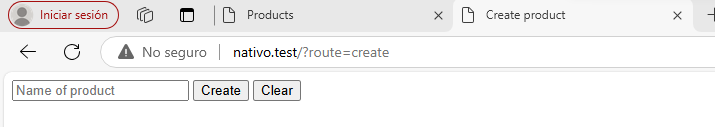 Iniciar sesión Products Create product
No seguro nativo.test/?route=create
Name of product Create Clear